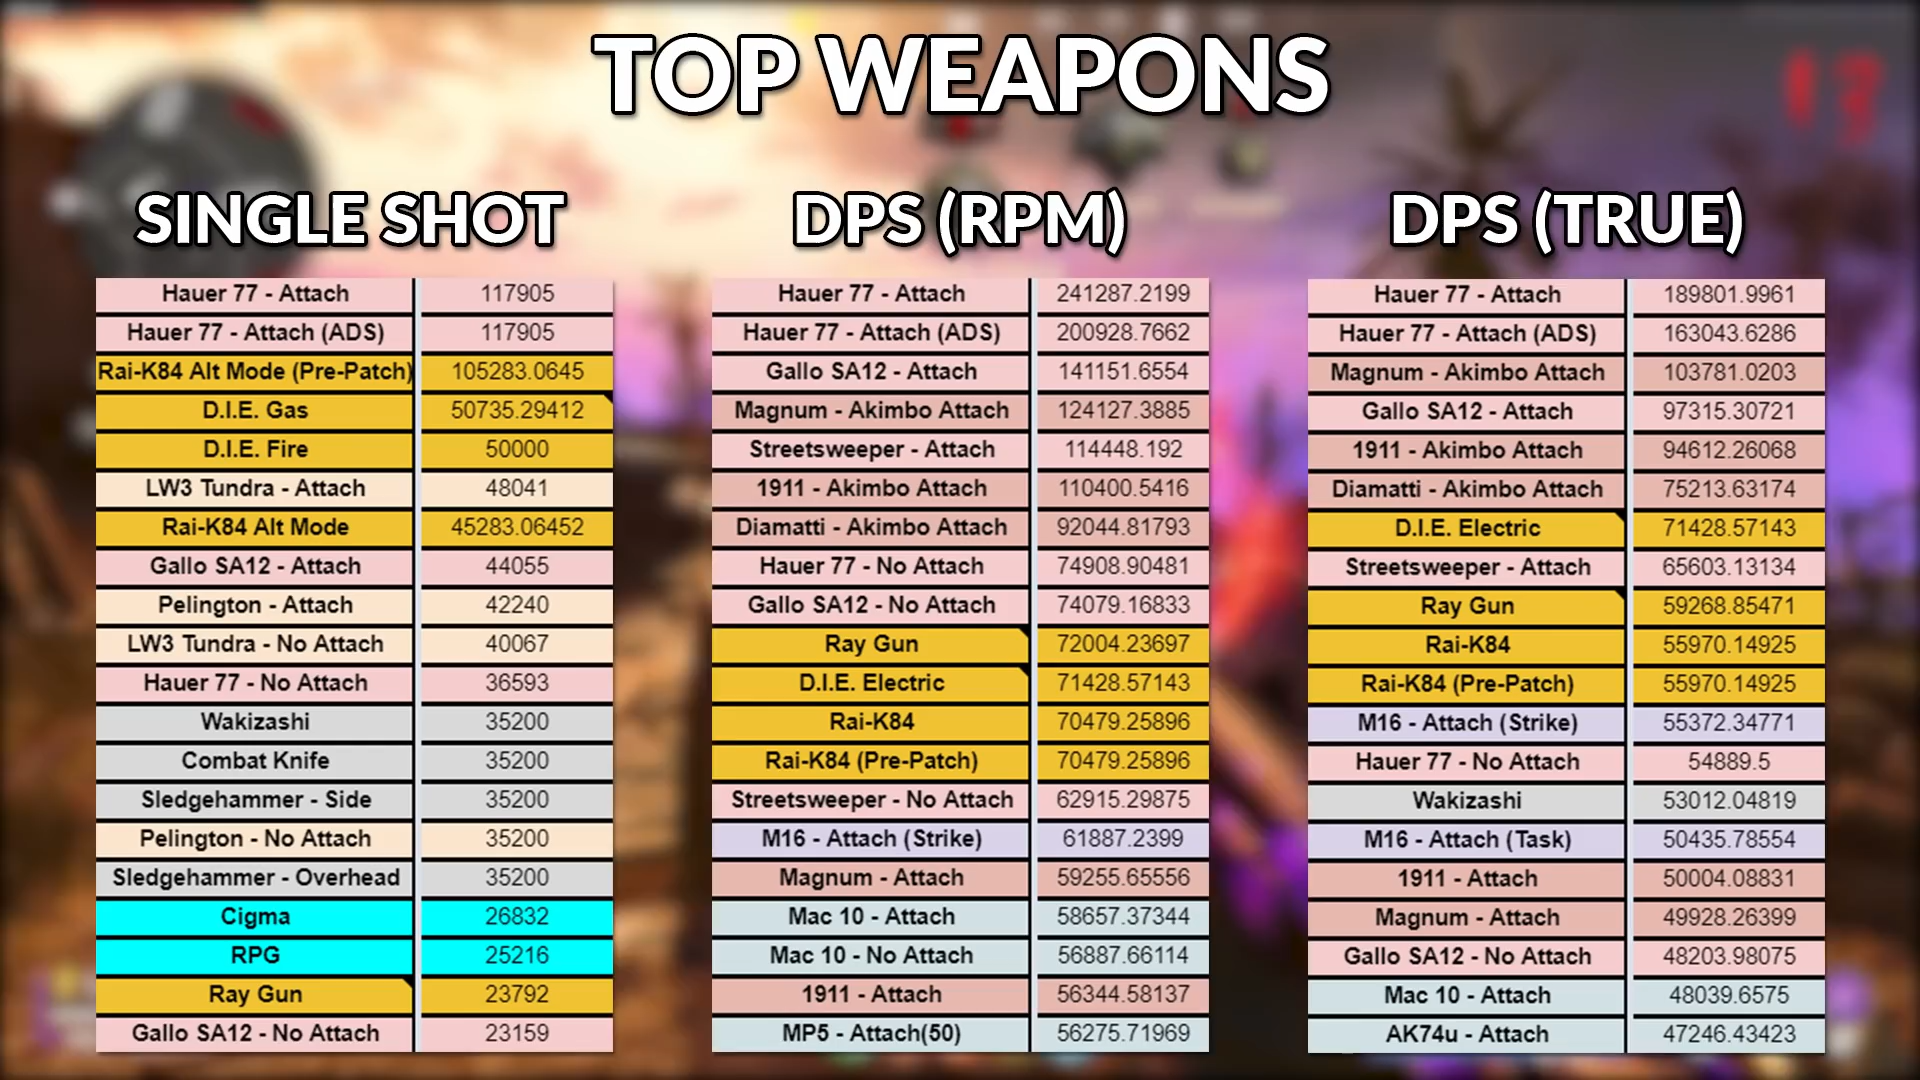 TOP WEAPONS
SINGLE SHOT
Hauer 77 - Attach 117905
Hauer 77 - Attach (ADS) 117905
Rai-K84 Alt Mode (Pre-Patch) 105283.0645
D.I.E. Gas 50735.29412
D.I.E. Fire 50000
LW3 Tundra - Attach 48041
Rai-K84 Alt Mode 45283.06452
Gallo SA12 - Attach 44055
Pelington - Attach 42240
LW3 Tundra - No Attach 40067
Hauer 77 - No Attach 36593
Wakizashi 35200
Combat Knife 35200
Sledgehammer - Side 35200
Pelington - No Attach 35200
Sledgehammer - Overhead 35200
Cigma 26832
RPG 25216
Ray Gun 23792
Gallo SA12 - No Attach 23159
DPS (RPM)
Hauer 77 - Attach 241287.2199
Hauer 77 - Attach (ADS) 200928.7662
Gallo SA12 - Attach 141151.6554
Magnum - Akimbo Attach 124127.3885
Streetsweeper - Attach 114448.192
1911 - Akimbo Attach 110400.5416
Diamatti - Akimbo Attach 92044.81793
Hauer 77 - No Attach 74908.90481
Gallo SA12 - No Attach 74079.16833
Ray Gun 72004.23697
D.I.E. Electric 71428.57143
Rai-K84 70479.25896
Rai-K84 (Pre-Patch) 70479.25896
Streetsweeper - No Attach 62915.29875
M16 - Attach (Strike) 61887.2399
Magnum - Attach 59255.65556
Mac 10 - Attach 58657.37344
Mac 10 - No Attach 56887.66114
1911 - Attach 56344.58137
MP5 - Attach(50) 56275.71969
DPS (TRUE)
Hauer 77 - Attach 189801.9961
Hauer 77 - Attach (ADS) 163043.6286
Magnum - Akimbo Attach 103781.0203
Gallo SA12 - Attach 97315.30721
1911 - Akimbo Attach 94612.26068
Diamatti - Akimbo Attach 75213.63174
D.I.E. Electric 71428.57143
Streetsweeper - Attach 65603.13134
Ray Gun 59268.85471
Rai-K84 55970.14925
Rai-K84 (Pre-Patch) 55970.14925
M16 - Attach (Strike) 55372.34771
Hauer 77 - No Attach 54889.5
Wakizashi 53012.04819
M16 - Attach (Task) 50435.78554
1911 - Attach 50004.08831
Magnum - Attach 49928.26399
Gallo SA12 - No Attach 48203.98075
Mac 10 - Attach 48039.6575
AK74u - Attach 47246.43423